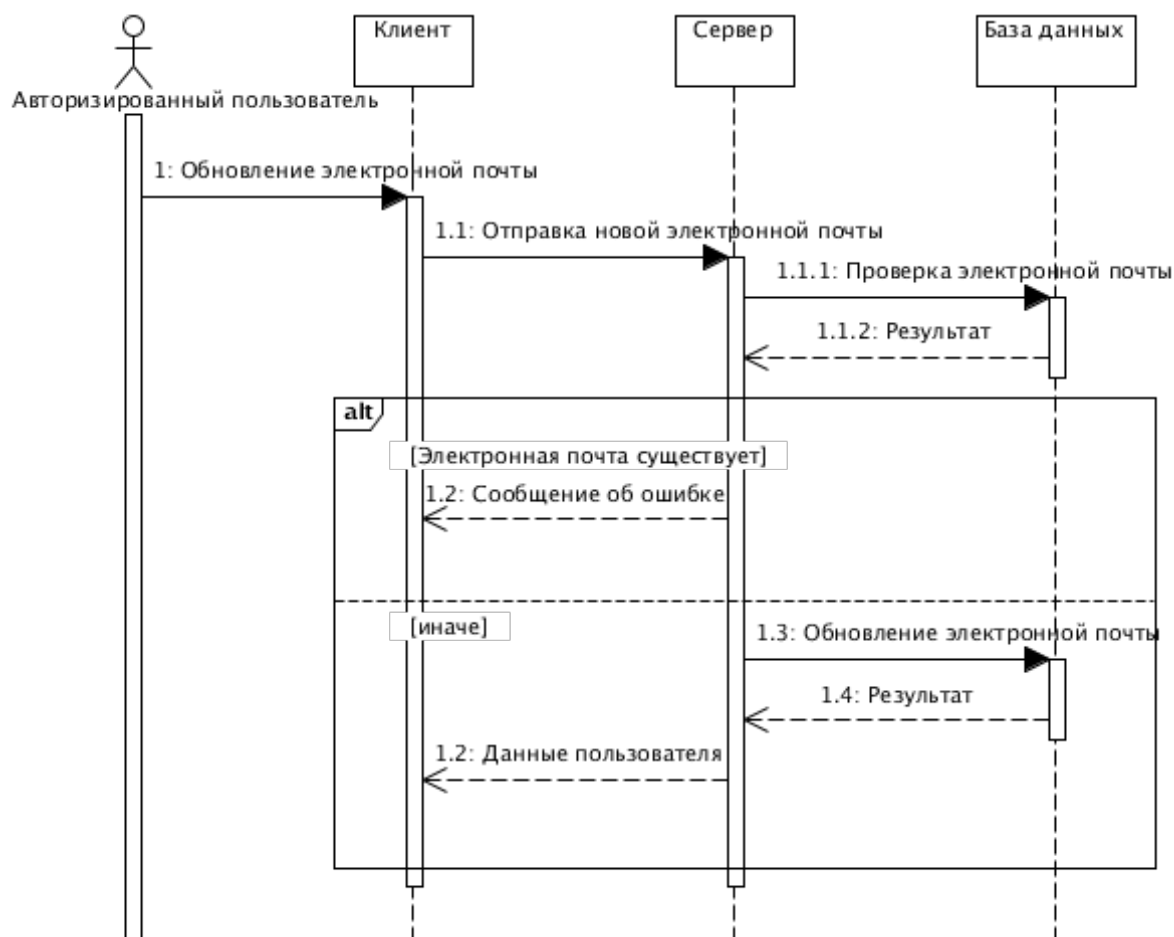 Клиент
Сервер
База данных
Авторизированный пользователь
1: Обновление электронной почты
1.1: Отправка новой электронной почты
1.1.1: Проверка электронной почты
1.1.2: Результат
alt
[Электронная почта существует]
1.2: Сообщение об ошибке
[иначе]
1.3: Обновление электронной почты
1.4: Результат
1.2: Данные пользователя